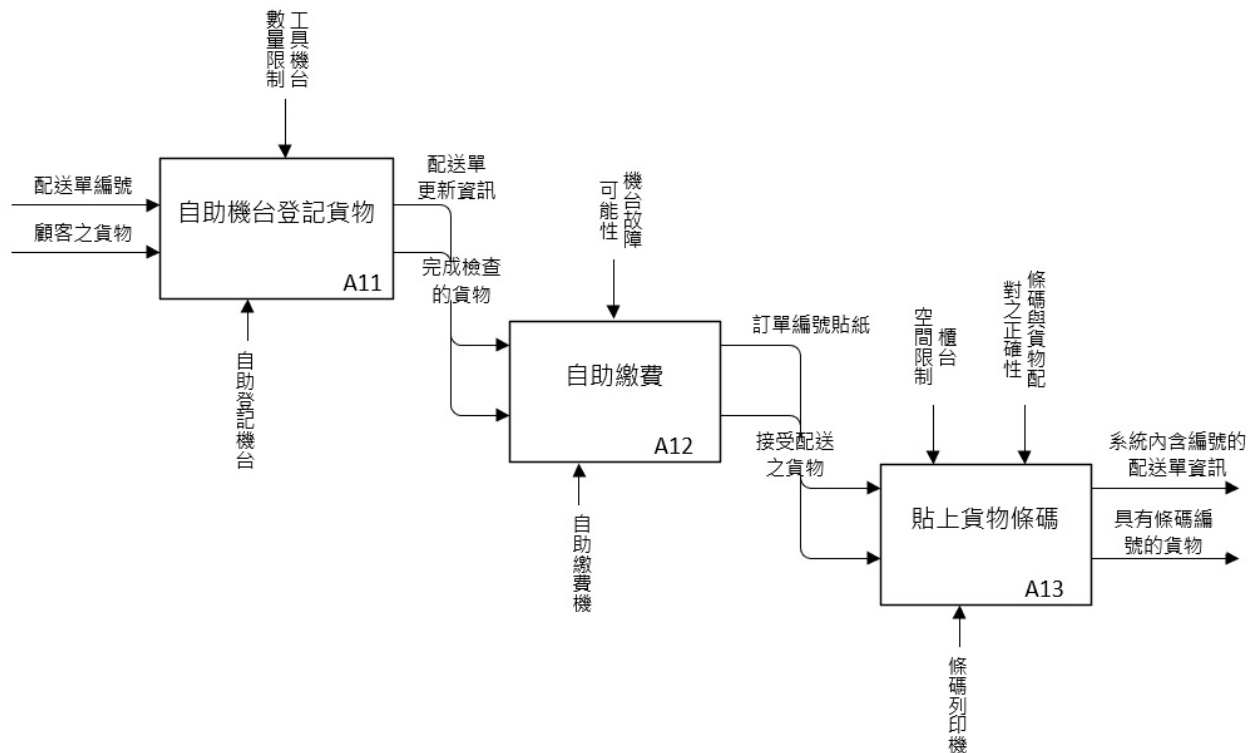 工具機台
數量限制
配送單編號
顧客之貨物
自助機台登記貨物
A11
自助登記機台
配送單
更新資訊
完成檢查
的貨物
機台故障
可能性
自助繳費
A12
自助繳費機
訂單編號貼紙
接受配送
之貨物
櫃台
空間限制
條碼與貨物配
對之正確性
貼上貨物條碼
A13
條碼列印機
系統內含編號的
配送單資訊
具有條碼編
號的貨物